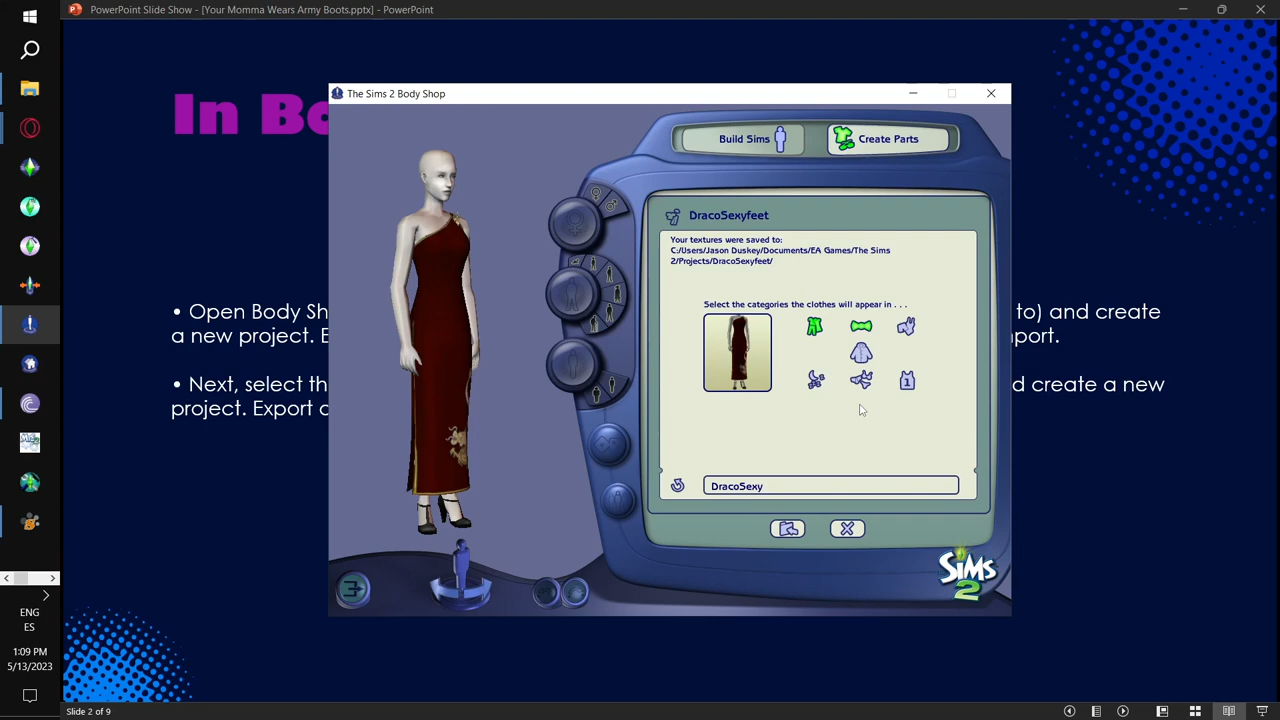 PowerPoint Slide Show - [Your Momma Wears Army Boots.pptx] - PowerPoint
In Bo
The Sims 2 Body Shop
Build Sims
Create Parts
DracoSexyfeet
Your textures were saved to:
C:/Users/Jason Duskey/Documents/EA Games/The Sims
2/Projects/DracoSexyfeet/
Select the categories the clothes will appear in . . .
1
DracoSexy
SiMS
2
• Open Body Sh
to) and create
a new project. E
port.
• Next, select th
d create a new
project. Export a
ENG
ES
1:09 PM
5/13/2023
Slide 2 of 9